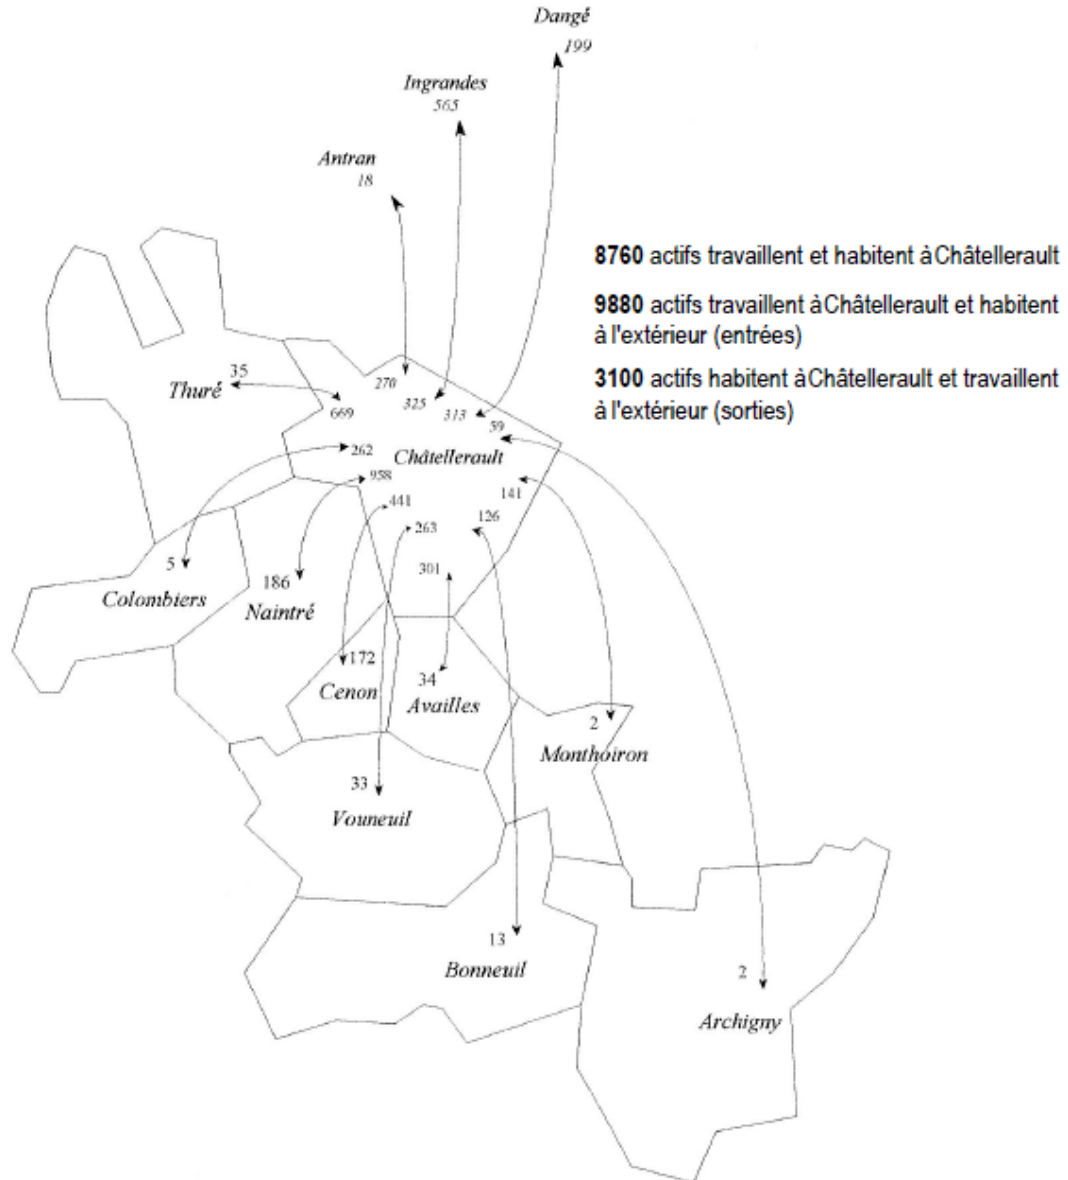 Dangé
199
Ingrandes
565
Antran
18
8760 actifs travaillent et habitent à Châtellerault
9880 actifs travaillent à Châtellerault et habitent
à l'extérieur (entrées)
3100 actifs habitent à Châtellerault et travaillent
à l'extérieur (sorties)
35
Thuré
270
325
313
59
669
262
Châtellerault
958
441
141
263
126
301
5
Colombiers
186
Naintré
172
Cenon
34
Availles
2
Monthoiron
33
Vouneuil
13
Bonneuil
2
Archigny